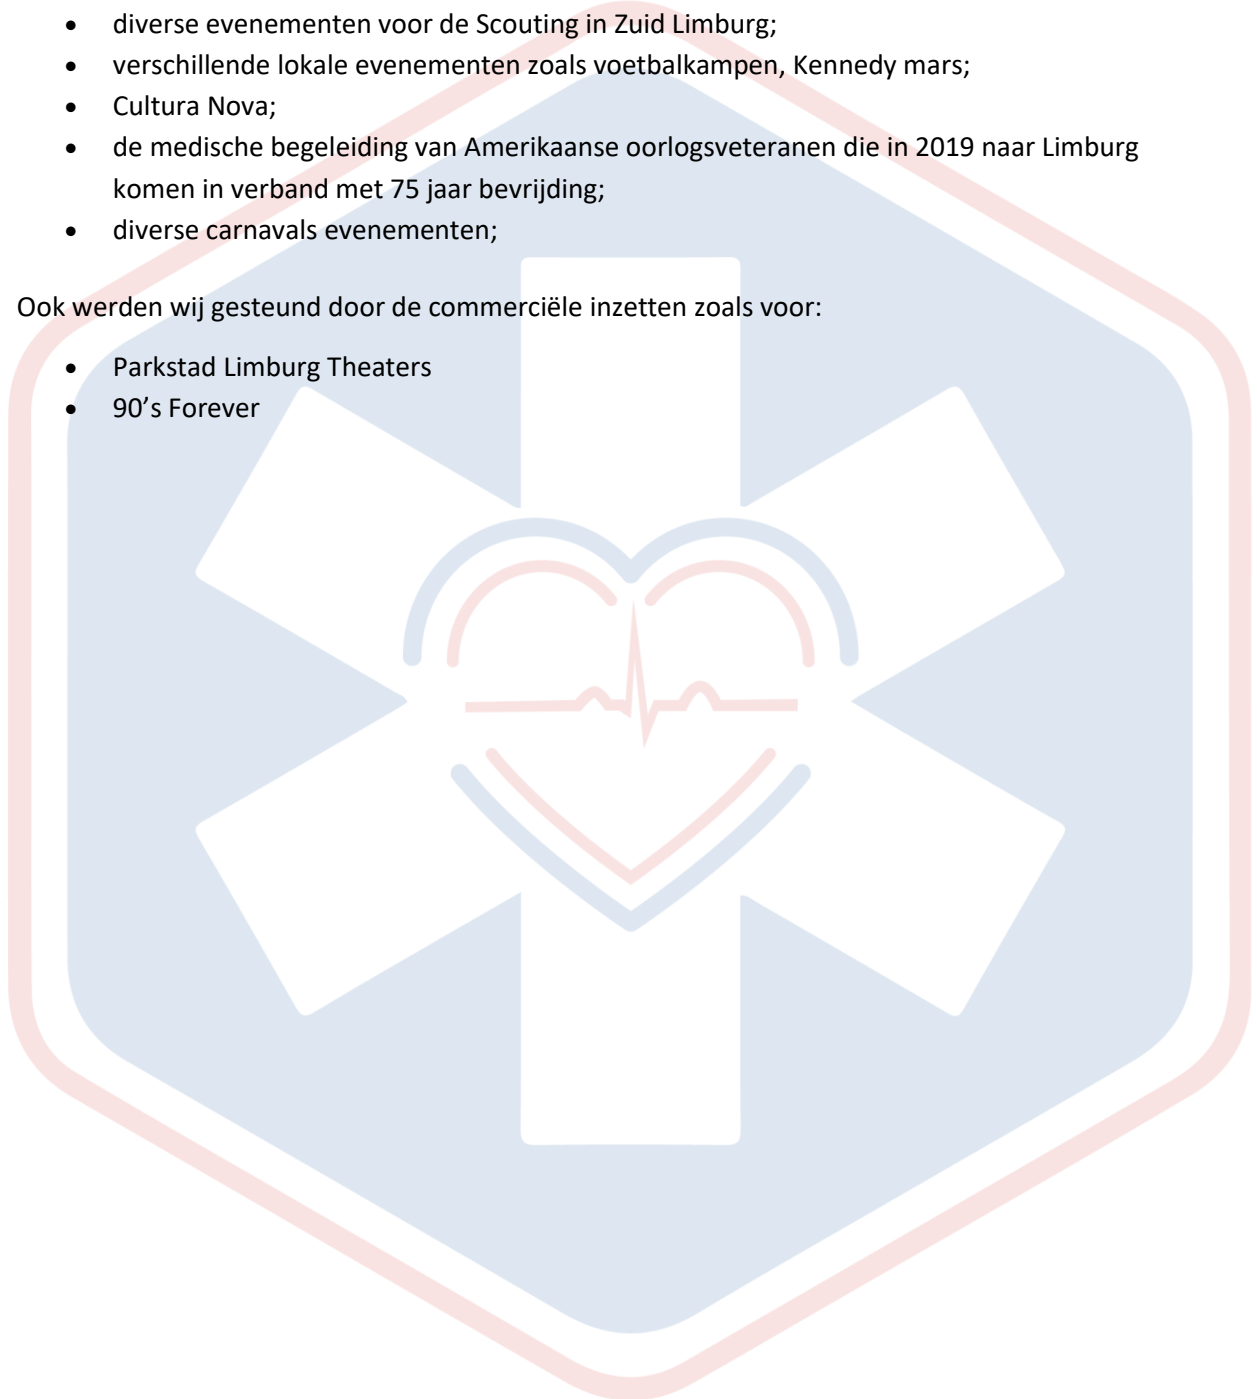 • diverse evenementen voor de Scouting in Zuid Limburg;
• verschillende lokale evenementen zoals voetbalkampen, Kennedy mars;
• Cultura Nova;
• de medische begeleiding van Amerikaanse oorlogsveteranen die in 2019 naar Limburg
komen in verband met 75 jaar bevrijding;
• diverse carnavals evenementen;
Ook werden wij gesteund door de commerciële inzetten zoals voor:
• Parkstad Limburg Theaters
• 90’s Forever